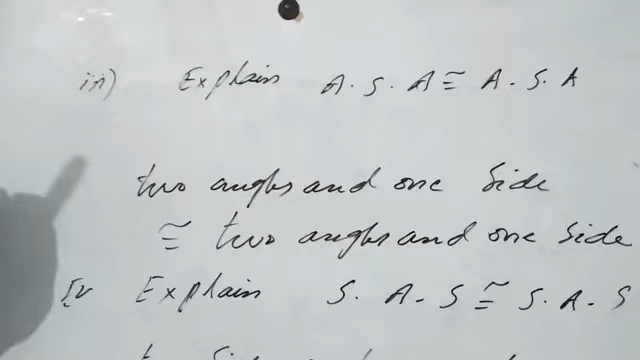 iii) Explain A.S.A ≅ A.S.A
two angles and one Side
≅ two angles and one Side
IV Explain S.A-S ≅ S.A-S